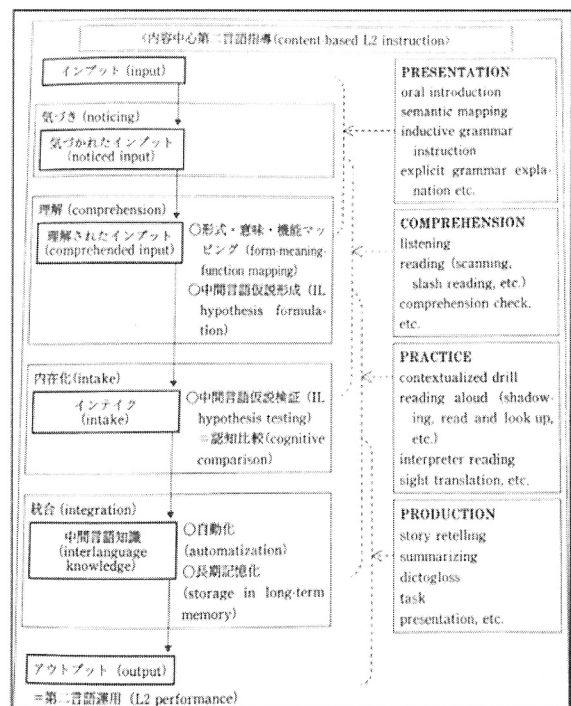 〈内容中心第二言語指導(content-based L2 instruction)〉
インプット (input)
気づき (noticing)
気づかれたインプット
(noticed input)
理解 (comprehension)
理解されたインプット
(comprehended input)
〇形式・意味・機能マッ
ピング (form-meaning-
function mapping)
〇中間言語仮説形成 (IL
hypothesis formula-
tion)
内在化(intake)
インテイク
(intake)
〇中間言語仮説検証 (IL
hypothesis testing)
=認知比較(cognitive
comparison)
統合 (integration)
中間言語知識
(interlanguage
knowledge)
〇自動化
(automatization)
〇長期記憶化
(storage in long-term
memory)
アウトプット (output)
=第二言語運用 (L2 performance)
PRESENTATION
oral introduction
semantic mapping
inductive grammar
instruction
explicit grammar expla-
nation etc.
COMPREHENSION
listening
reading (scanning,
slash reading, etc.)
comprehension check,
etc.
PRACTICE
contextualized drill
reading aloud (shadow-
ing, read and look up,
etc.)
interpreter reading
sight translation, etc.
PRODUCTION
story retelling
summarizing
dictogloss
task
presentation, etc.